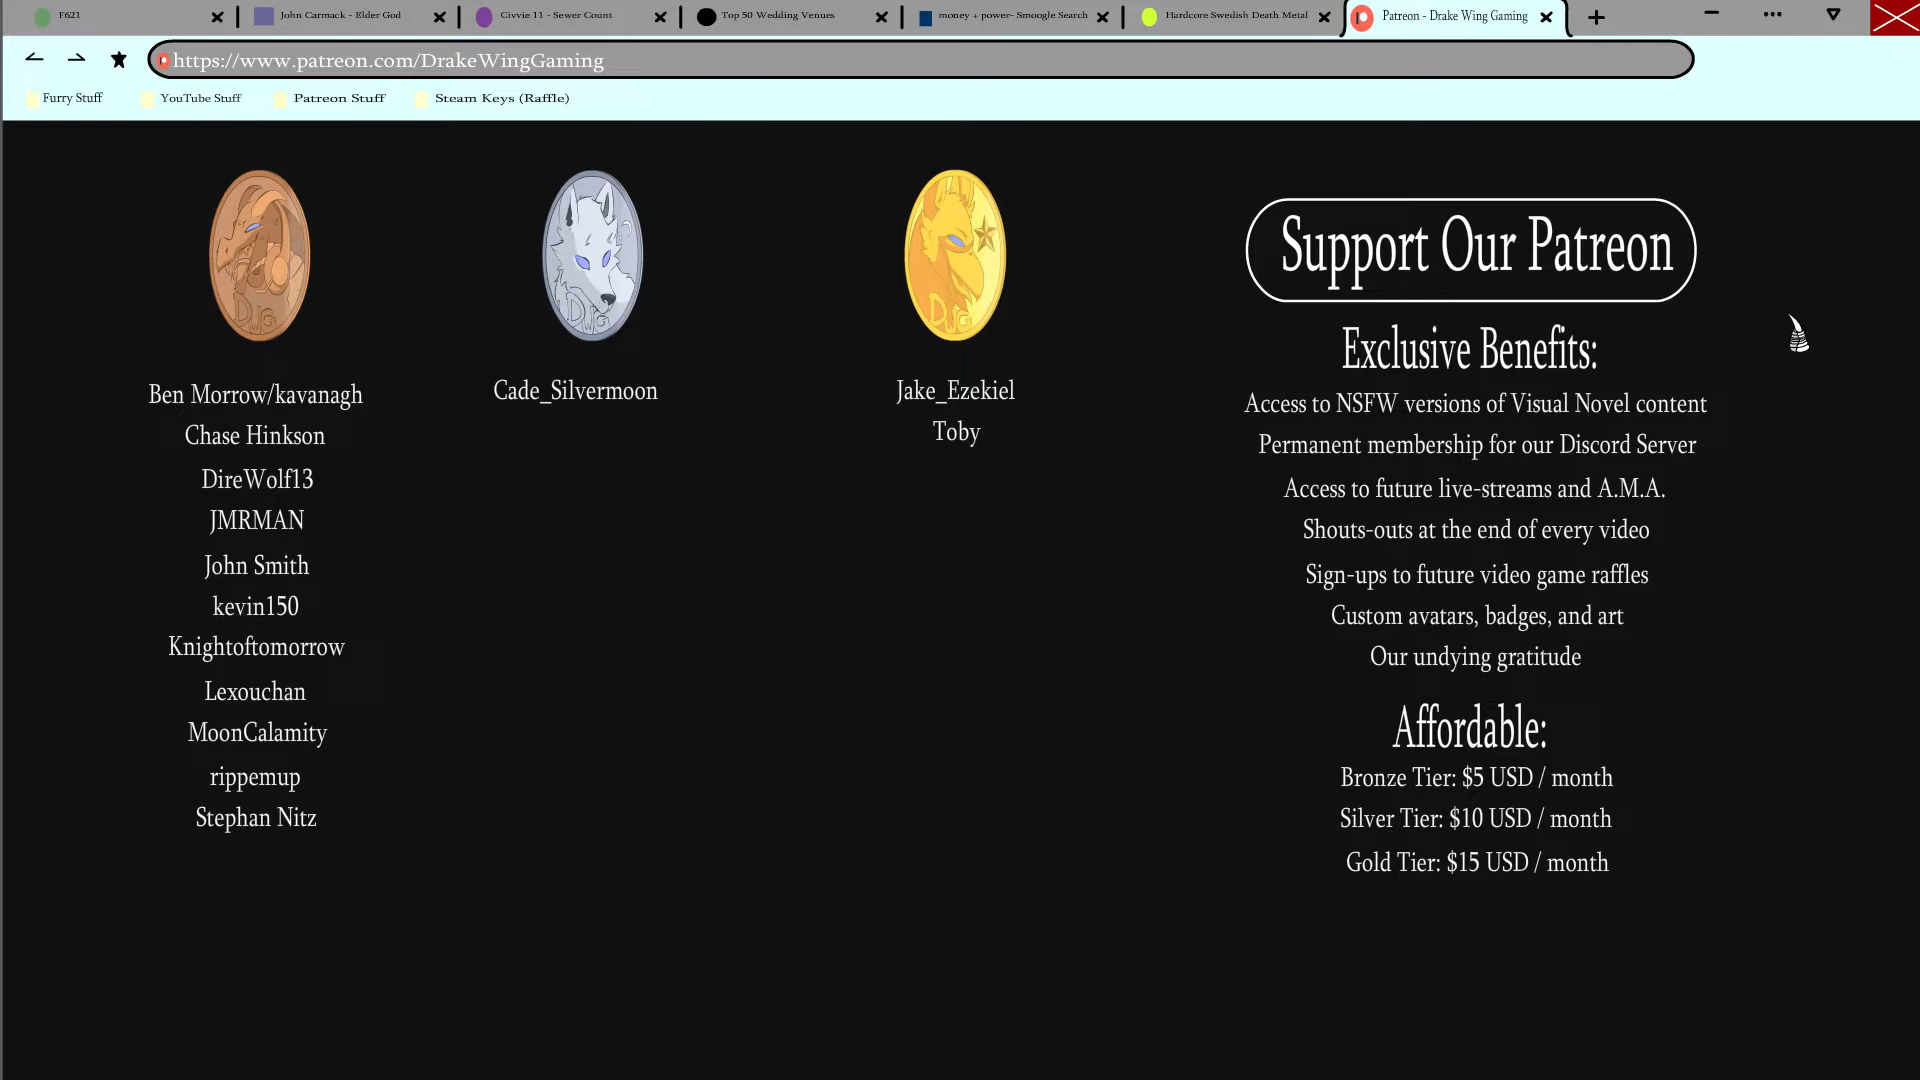 F621
John Carmack - Elder God
Civvie 11 - Sewer Count
Top 50 Wedding Venues
money + power- Smoogle Search
Hardcore Swedish Death Metal
Patreon - Drake Wing Gaming
https://www.patreon.com/DrakeWingGaming
Furry Stuff
YouTube Stuff
Patreon Stuff
Steam Keys (Raffle)
DWG
DWG
DWG
Ben Morrow/kavanagh
Chase Hinkson
DireWolf13
JMRMAN
John Smith
kevin150
Knightoftomorrow
Lexouchan
MoonCalamity
rippemup
Stephan Nitz
Cade_Silvermoon
Jake_Ezekiel
Toby
Support Our Patreon
Exclusive Benefits:
Access to NSFW versions of Visual Novel content
Permanent membership for our Discord Server
Access to future live-streams and A.M.A.
Shouts-outs at the end of every video
Sign-ups to future video game raffles
Custom avatars, badges, and art
Our undying gratitude
Affordable:
Bronze Tier: $5 USD / month
Silver Tier: $10 USD / month
Gold Tier: $15 USD / month